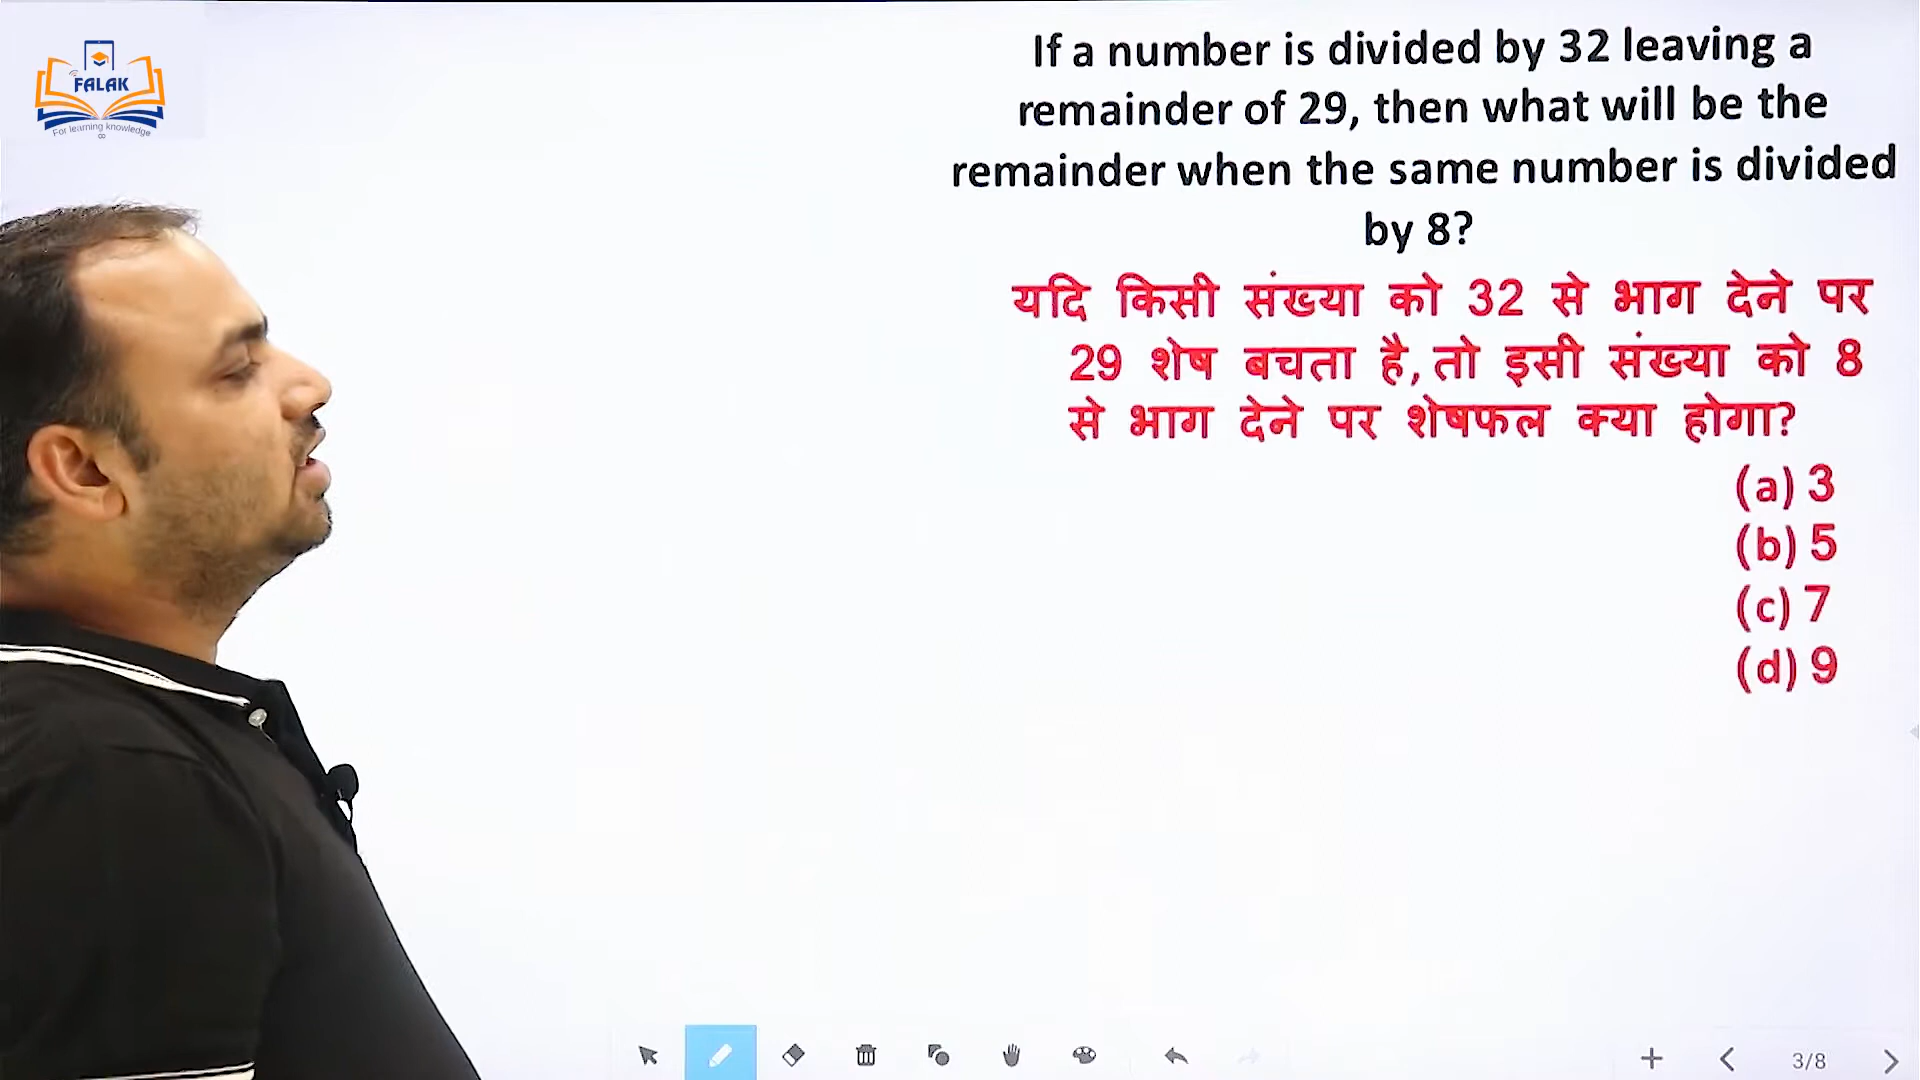 FALAK
For learning knowledge
If a number is divided by 32 leaving a
remainder of 29, then what will be the
remainder when the same number is divided
by 8?
यदि किसी संख्या को 32 से भाग देने पर
29 शेष बचता है, तो इसी संख्या को 8
से भाग देने पर शेषफल क्या होगा?
(a) 3
(b) 5
(c) 7
(d) 9
3/8